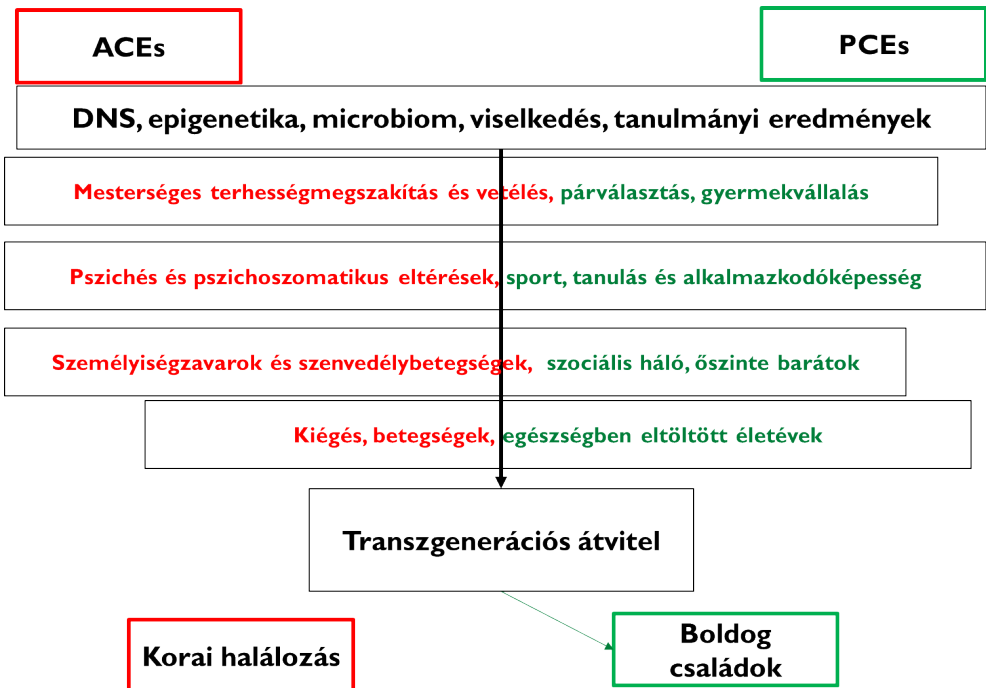 ACEs
PCEs
DNS, epigenetika, microbiom, viselkedés, tanulmányi eredmények
Mesterséges terhességmegszakítás és vetélés, párválasztás, gyermekvállalás
Pszichés és pszichoszomatikus eltérések, sport, tanulás és alkalmazkodóképesség
Személyiségzavarok és szenvedélybetegségek, szociális háló, őszinte barátok
Kiégés, betegségek, egészségben eltöltött életévek
Transzgenerációs átvitel
Korai halálozás
Boldog
családok